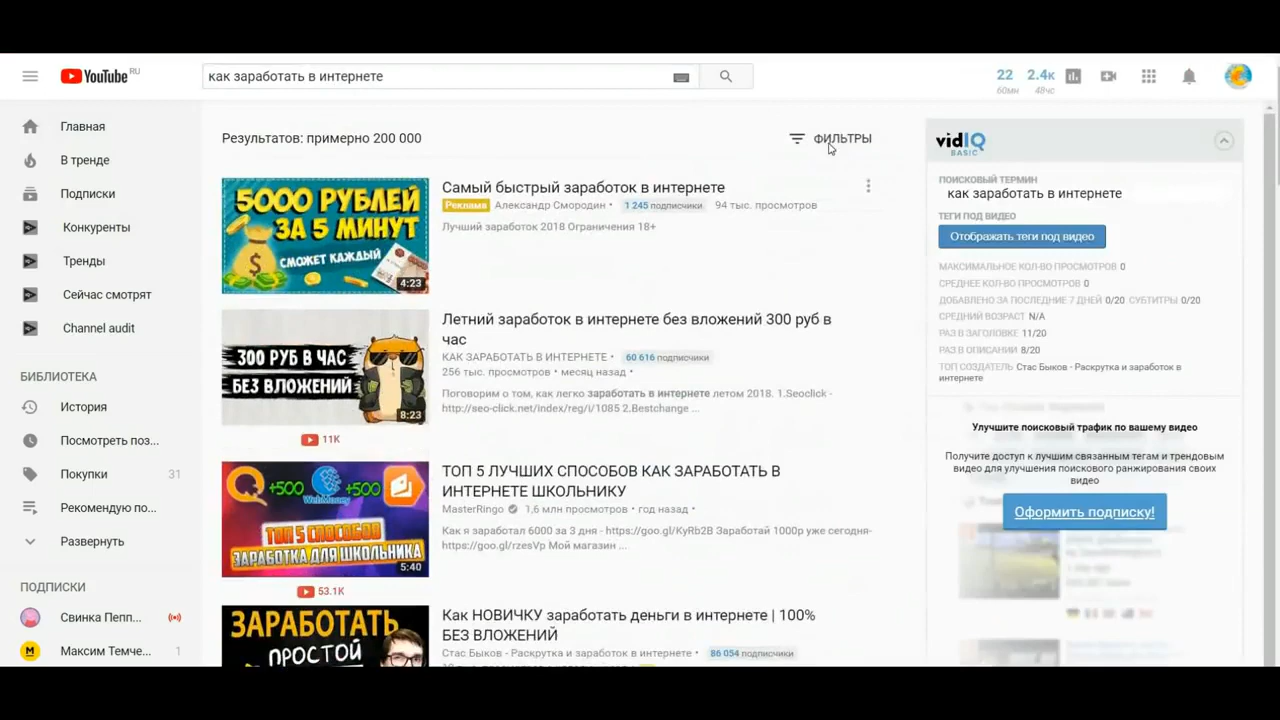 YouTube RU
как заработать в интернете
22
60мн
2.4к
48чс
Главная
В тренде
Подписки
Конкуренты
Тренды
Сейчас смотрят
Channel audit
БИБЛИОТЕКА
История
Посмотреть поз...
Покупки 31
Рекомендую по...
Развернуть
ПОДПИСКИ
Свинка Пепп...
Максим Темче... 1
Результатов: примерно 200 000
ФИЛЬТРЫ
5000 РУБЛЕЙ
ЗА 5 МИНУТ
СМОЖЕТ КАЖДЫЙ
4:23
Самый быстрый заработок в интернете
Реклама Александр Смородин • 1 245 подписчики 94 тыс. просмотров
Лучший заработок 2018 Ограничения 18+
300 РУБ В ЧАС
БЕЗ ВЛОЖЕНИЙ
8:23
11K
Летний заработок в интернете без вложений 300 руб в
час
КАК ЗАРАБОТАТЬ В ИНТЕРНЕТЕ • 60 616 подписчики
256 тыс. просмотров • месяц назад •
Поговорим о том, как легко заработать в интернете летом 2018. 1.Seoclick -
http://seo-click.net/index/reg/i/1085 2.Bestchange ...
+500 WebMoney +500
ТОП 5 СПОСОБОВ
ЗАРАБОТКА ДЛЯ ШКОЛЬНИКА
5:40
53.1K
ТОП 5 ЛУЧШИХ СПОСОБОВ КАК ЗАРАБОТАТЬ В
ИНТЕРНЕТЕ ШКОЛЬНИКУ
MasterRingo 1,6 млн просмотров • год назад •
Как я заработал 6000 за 3 дня - https://goo.gl/KyRb2B Заработай 1000р уже сегодня-
https://goo.gl/rzesVp Мой магазин ...
ЗАРАБОТАТЬ
ПРОСТОЙ
Как НОВИЧКУ заработать деньги в интернете | 100%
БЕЗ ВЛОЖЕНИЙ
Стас Быков - Раскрутка и заработок в интернете • 86 054 подписчики
vidIQ
BASIC
ПОИСКОВЫЙ ТЕРМИН
как заработать в интернете
ТЕГИ ПОД ВИДЕО
Отображать теги под видео
МАКСИМАЛЬНОЕ КОЛ-ВО ПРОСМОТРОВ 0
СРЕДНЕЕ КОЛ-ВО ПРОСМОТРОВ 0
ДОБАВЛЕНО ЗА ПОСЛЕДНИЕ 7 ДНЕЙ 0/20 СУБТИТРЫ 0/20
СРЕДНИЙ ВОЗРАСТ N/A
РАЗ В ЗАГОЛОВКЕ 11/20
РАЗ В ОПИСАНИИ 8/20
ТОП СОЗДАТЕЛЬ Стас Быков - Раскрутка и заработок в
интернете
Улучшите поисковый трафик по вашему видео
Получите доступ к лучшим связанным тегам и трендовым
видео для улучшения поискового ранжирования своих
видео
Оформить подписку!